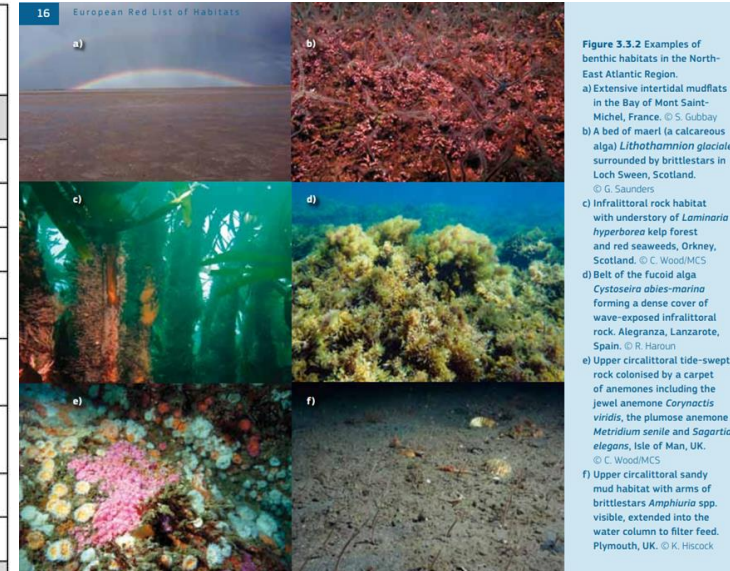 16 European Red List of Habitats
a)
b)
c)
d)
e)
f)
Figure 3.3.2 Examples of
benthic habitats in the North-
East Atlantic Region.
a) Extensive intertidal mudflats
in the Bay of Mont Saint-
Michel, France. © S. Gubbay
b) A bed of maerl (a calcareous
alga) Lithothamnion glaciale
surrounded by brittlestars in
Loch Sween, Scotland.
© G. Saunders
c) Infralittoral rock habitat
with understory of Laminaria
hyperborea kelp forest
and red seaweeds, Orkney,
Scotland. © C. Wood/MCS
d) Belt of the fucoid alga
Cystoseira abies-marina
forming a dense cover of
wave-exposed infralittoral
rock. Alegranza, Lanzarote,
Spain. © R. Haroun
e) Upper circalittoral tide-swept
rock colonised by a carpet
of anemones including the
jewel anemone Corynactis
viridis, the plumose anemone
Metridium senile and Sagartia
elegans, Isle of Man, UK.
© C. Wood/MCS
f) Upper circalittoral sandy
mud habitat with arms of
brittlestars Amphiuria spp.
visible, extended into the
water column to filter feed.
Plymouth, UK. © K. Hiscock